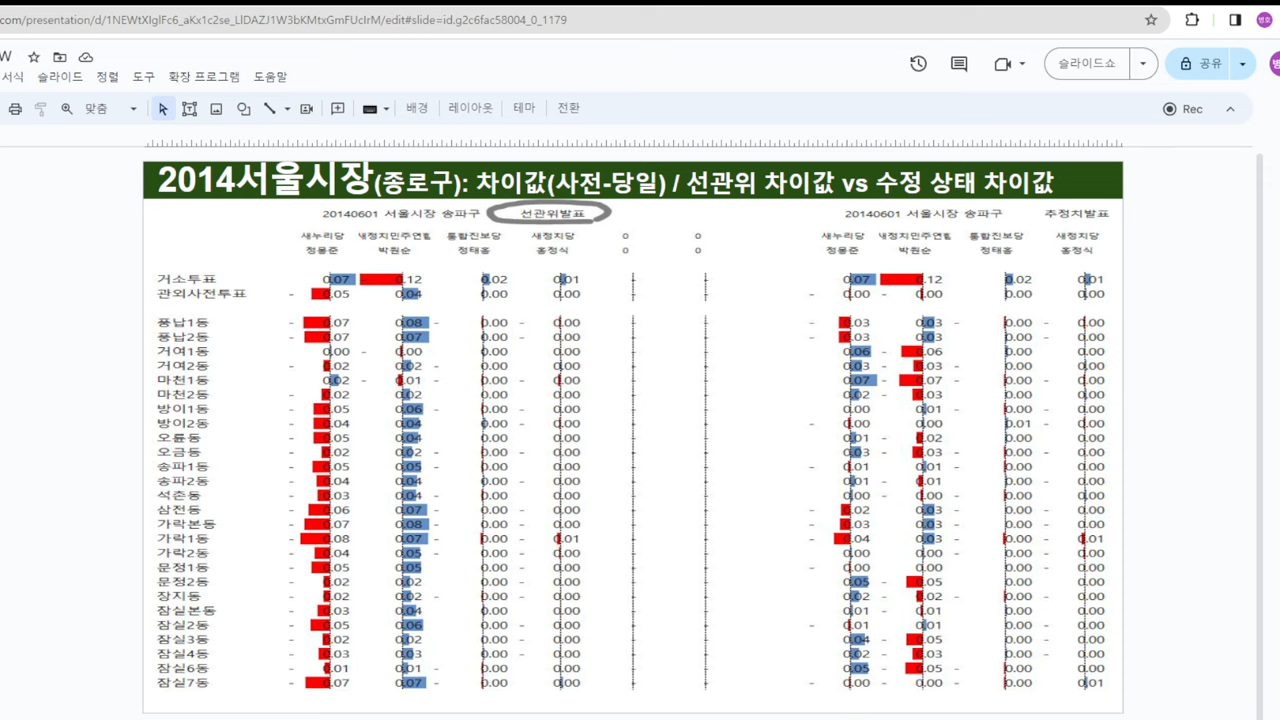 com/presentation/d/1NEWtXIglFc6_aKx1c2se_LlDAZJ1W3bKMtxGmFUcIrM/edit#slide=id.g2c6fac58004_0_1179
W
서식 슬라이드 정렬 도구 확장 프로그램 도움말
슬라이드쇼 공유
맞춤 배경 레이아웃 테마 전환 Rec
2014서울시장(종로구): 차이값(사전-당일) / 선관위 차이값 vs 수정 상태 차이값
20140601 서울시장 송파구 선관위발표 20140601 서울시장 송파구 추정치발표
새누리당 새정치민주연합 통합진보당 새정치당 0 0 새누리당 새정치민주연합 통합진보당 새정치당
정몽준 박원순 정태흥 홍정식 0 0 정몽준 박원순 정태흥 홍정식
거소투표 0.07 - 0.12 0.02 0.01 - - 0.07 - 0.12 0.02 0.01
관외사전투표 - 0.05 0.04 - 0.00 - 0.00 - - - 0.00 - 0.00 - 0.00 - 0.00
풍납1동 - 0.07 0.08 - 0.00 - 0.00 - - - 0.03 0.03 - 0.00 - 0.00
풍납2동 - 0.07 0.07 - 0.00 0.00 - - - 0.03 0.03 - 0.00 0.00
거여1동 0.00 - 0.00 0.00 0.00 - - 0.06 - 0.06 0.00 0.00
거여2동 - 0.02 0.02 0.00 0.00 - - 0.03 - 0.03 0.00 0.00
마천1동 0.02 - 0.01 0.00 - 0.00 - - 0.07 - 0.07 0.00 - 0.00
마천2동 - 0.02 0.02 0.00 0.00 - - 0.02 - 0.03 0.00 0.00
방이1동 - 0.05 0.06 - 0.00 - 0.00 - - 0.00 0.01 - 0.00 - 0.00
방이2동 - 0.04 0.04 0.00 - 0.00 - - - 0.00 - 0.00 0.01 - 0.00
오륜동 - 0.05 0.04 0.00 0.00 - - 0.01 - 0.02 0.00 0.00
오금동 - 0.02 0.02 0.00 0.00 - - 0.03 - 0.03 0.00 0.00
송파1동 - 0.05 0.05 - 0.00 0.00 - - - 0.01 0.01 - 0.00 0.00
송파2동 - 0.04 0.04 0.00 0.00 - - 0.01 - 0.01 0.00 0.00
석촌동 - 0.03 0.04 - 0.00 0.00 - - 0.00 - 0.00 - 0.00 0.00
삼전동 - 0.06 0.07 - 0.00 - 0.00 - - - 0.02 0.03 - 0.00 - 0.00
가락본동 - 0.07 0.08 - 0.00 0.00 - - - 0.03 0.03 - 0.00 0.00
가락1동 - 0.08 0.07 - 0.00 - 0.01 - - - 0.04 0.03 - 0.00 - 0.01
가락2동 - 0.04 0.05 - 0.00 - 0.00 - - 0.00 0.00 - 0.00 - 0.00
문정1동 - 0.05 0.05 - 0.00 0.00 - - - 0.00 0.00 - 0.00 0.00
문정2동 - 0.02 0.02 - 0.00 0.00 - - 0.05 - 0.05 - 0.00 0.00
장지동 - 0.02 0.02 - 0.00 0.00 - - 0.02 - 0.02 - 0.00 0.00
잠실본동 - 0.03 0.04 0.00 0.00 - - 0.01 - 0.01 0.00 0.00
잠실2동 - 0.05 0.06 - 0.00 - 0.00 - - - 0.01 0.01 - 0.00 - 0.00
잠실3동 - 0.02 0.02 - 0.00 - 0.00 - - 0.04 - 0.05 - 0.00 - 0.00
잠실4동 - 0.03 0.03 - 0.00 - 0.00 - - 0.02 - 0.03 - 0.00 - 0.00
잠실6동 - 0.01 0.01 - 0.00 0.00 - - 0.05 - 0.05 - 0.00 0.00
잠실7동 - 0.07 0.07 - 0.00 0.00 - - - 0.00 - 0.00 - 0.00 0.01